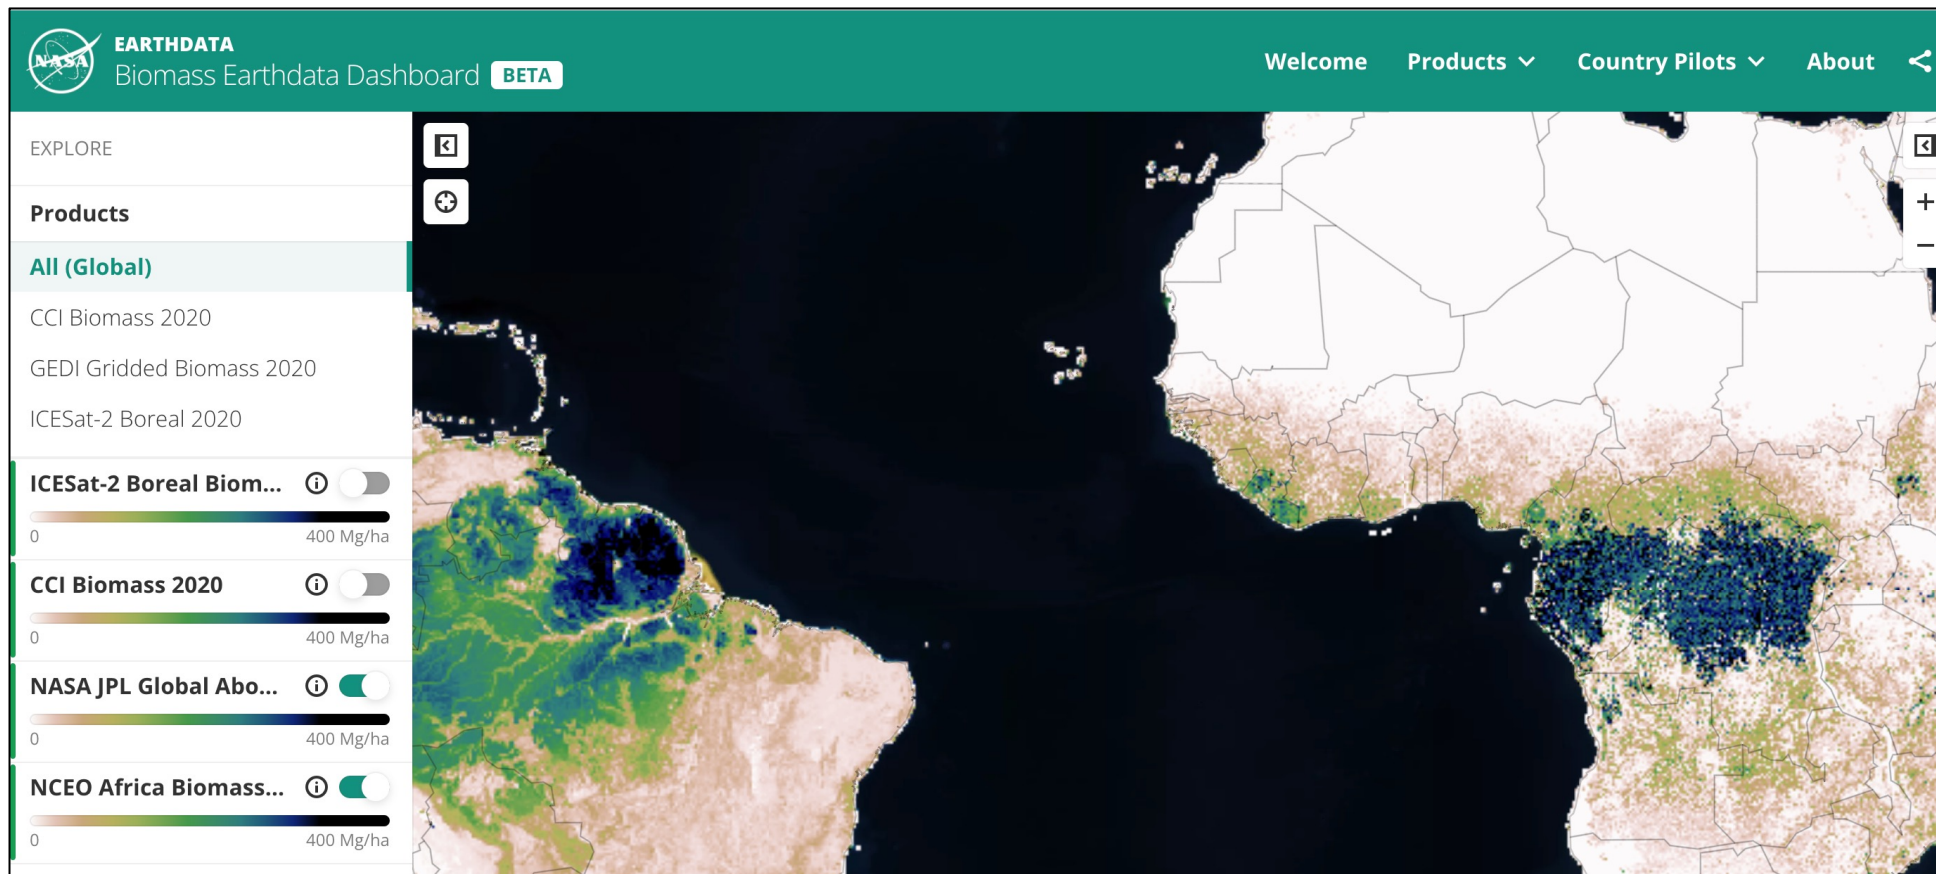 NASA
EARTHDATA
Biomass Earthdata Dashboard BETA
Welcome Products Country Pilots About
EXPLORE
Products
All (Global)
CCI Biomass 2020
GEDI Gridded Biomass 2020
ICESat-2 Boreal 2020
ICESat-2 Boreal Biom...
0 400 Mg/ha
CCI Biomass 2020
0 400 Mg/ha
NASA JPL Global Abo...
0 400 Mg/ha
NCEO Africa Biomass...
0 400 Mg/ha